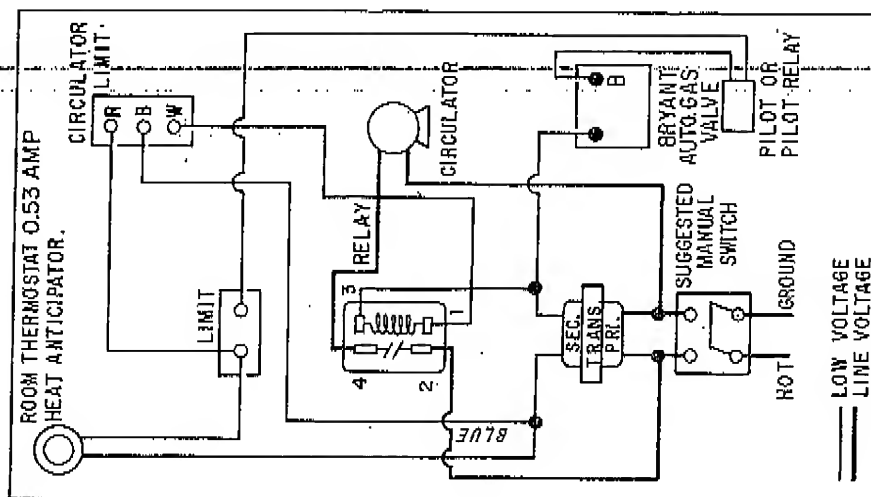 ROOM THERMOSTAT 0.53 AMP
HEAT ANTICIPATOR.
CIRCULATOR
LIMIT.
R
B
W
LIMIT
RELAY
3
1
4
2
CIRCULATOR
BLUE
SEC.
TRANS
PRI.
B
BRYANT
AUTO.GAS
VALVE
PILOT OR
PILOT RELAY
SUGGESTED
MANUAL
SWITCH
HOT
GROUND
LOW VOLTAGE
LINE VOLTAGE